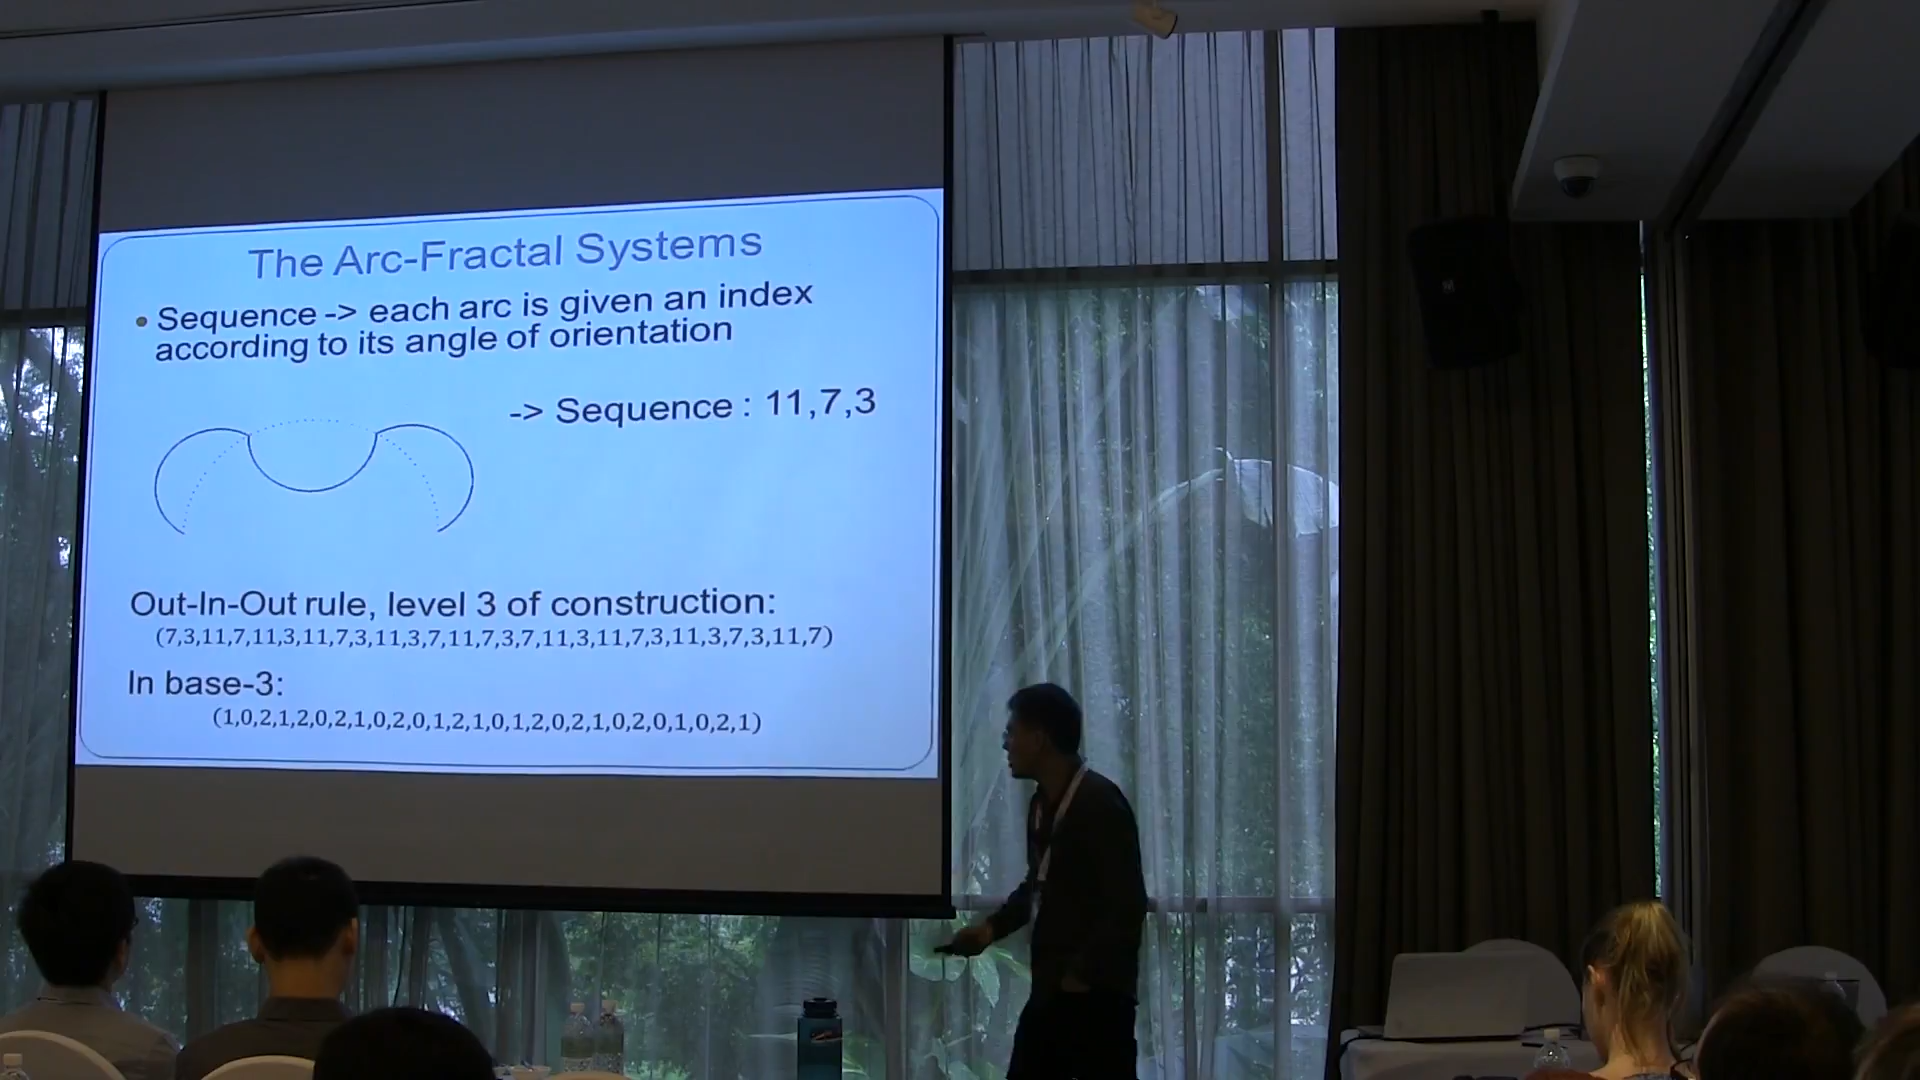 The Arc-Fractal Systems
• Sequence -> each arc is given an index
according to its angle of orientation
-> Sequence : 11,7,3
Out-In-Out rule, level 3 of construction:
(7,3,11,7,11,3,11,7,3,11,3,7,11,7,3,7,11,3,11,7,3,11,3,7,3,11,7)
In base-3:
(1,0,2,1,2,0,2,1,0,2,0,1,2,1,0,1,2,0,2,1,0,2,0,1,0,2,1)